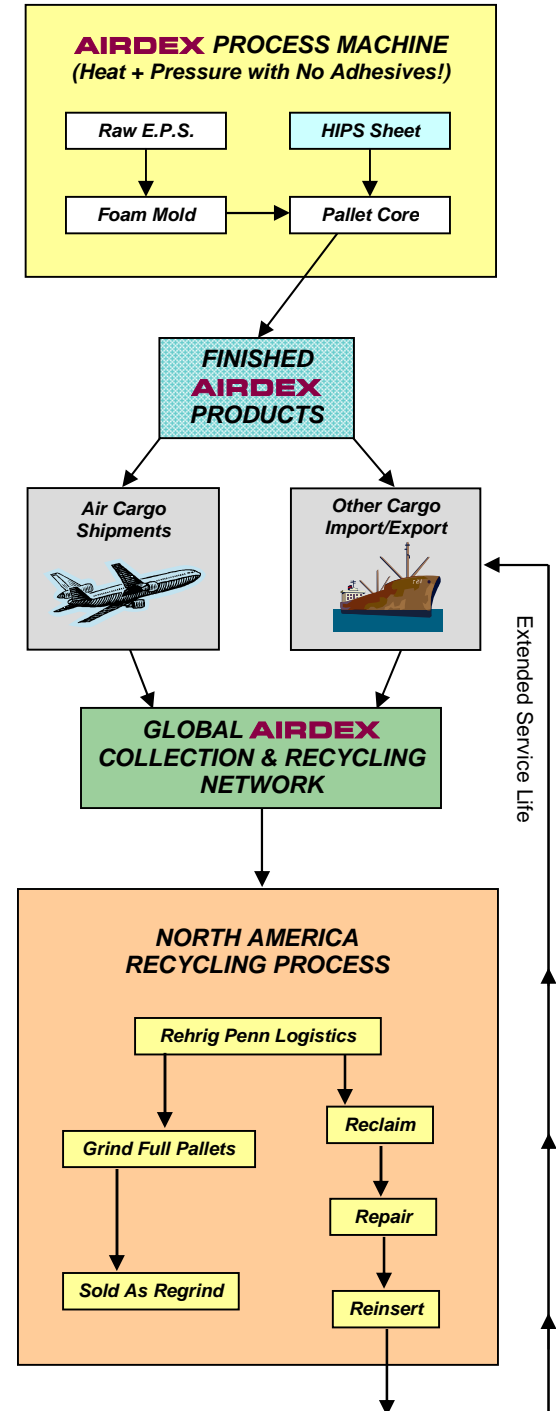 AIRDEX PROCESS MACHINE
(Heat + Pressure with No Adhesives!)
Raw E.P.S.
HIPS Sheet
Foam Mold
Pallet Core
FINISHED
AIRDEX
PRODUCTS
Air Cargo
Shipments
Other Cargo
Import/Export
Extended Service Life
GLOBAL AIRDEX
COLLECTION & RECYCLING
NETWORK
NORTH AMERICA
RECYCLING PROCESS
Rehrig Penn Logistics
Grind Full Pallets
Reclaim
Repair
Sold As Regrind
Reinsert